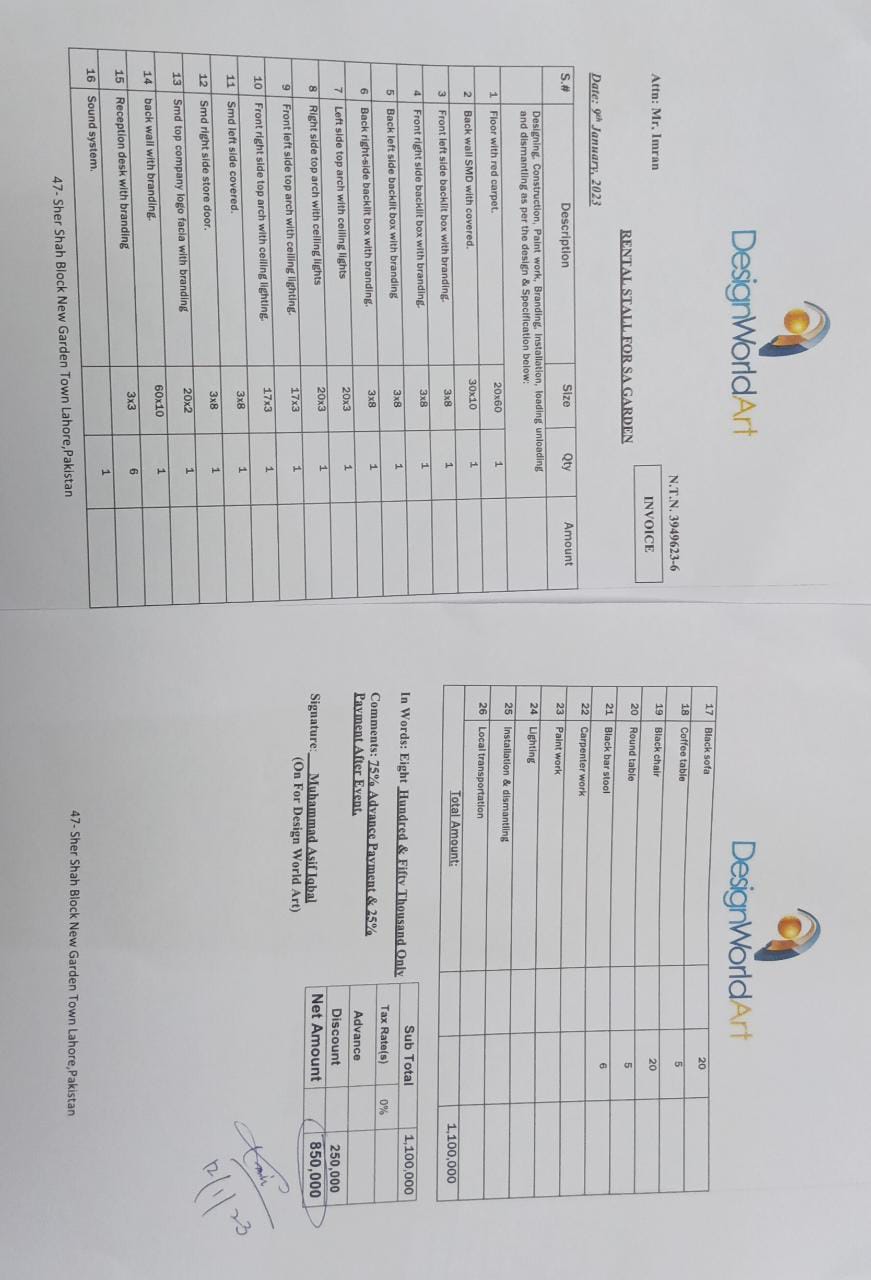 DesignWorldArt
N.T.N. 3949623-6
Attn: Mr. Imran
INVOICE
RENTAL STALL FOR SA GARDEN
Date: 9th January, 2023
S.# Description Size Qty Amount
Designing, Construction, Paint work, Branding, Installation, loading unloading
and dismantling as per the design & Specification below:
1 Floor with red carpet. 20x60 1
2 Back wall SMD with covered. 30x10 1
3 Front left side backlit box with branding. 3x8 1
4 Front right side backlit box with branding. 3x8 1
5 Back left side backlit box with branding 3x8 1
6 Back right-side backlit box with branding. 3x8 1
7 Left side top arch with ceiling lights 20x3 1
8 Right side top arch with ceiling lights 20x3 1
9 Front left side top arch with ceiling lighting. 17x3 1
10 Front right side top arch with ceiling lighting. 17x3 1
11 Smd left side covered. 3x8 1
12 Smd right side store door. 3x8 1
13 Smd top company logo facia with branding 20x2 1
14 back wall with branding. 60x10 1
15 Reception desk with branding 3x3 6
16 Sound system. 1
47- Sher Shah Block New Garden Town Lahore,Pakistan
DesignWorldArt
17 Black sofa 20
18 Coffee table 5
19 Black chair 20
20 Round table 5
21 Black bar stool 6
22 Carpenter work
23 Paint work
24 Lighting
25 Installation & dismantling
26 Local transportation
Total Amount: 1,100,000
In Words: Eight Hundred & Fifty Thousand Only
Comments: 75% Advance Payment & 25%
Payment After Event.
Signature: Muhammad Asif Iqbal
(On For Design World Art)
Sub Total 1,100,000
Tax Rate(s) 0%
Advance
Discount 250,000
Net Amount 850,000
12/1/23
47- Sher Shah Block New Garden Town Lahore,Pakistan